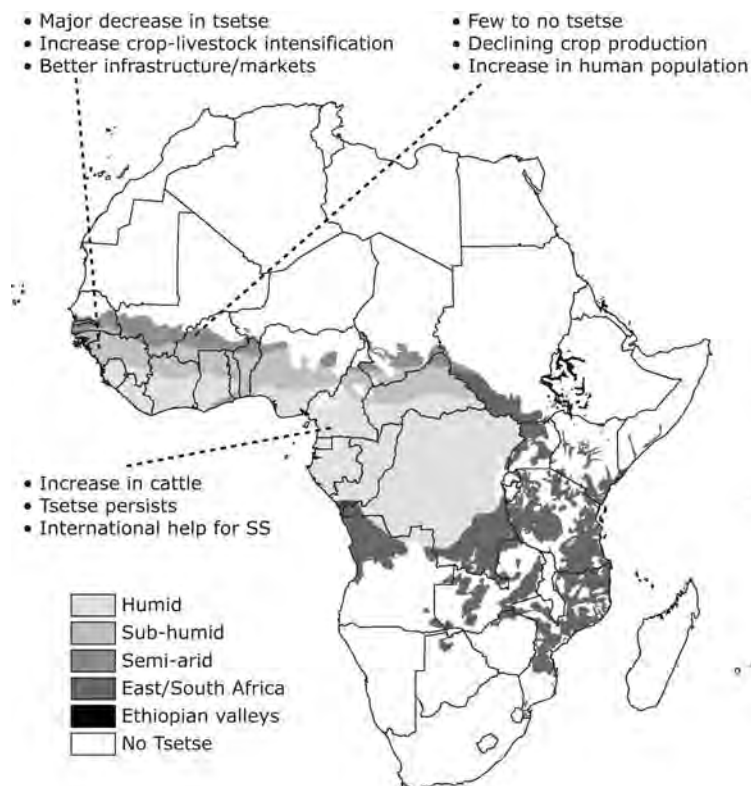 • Major decrease in tsetse
• Increase crop-livestock intensification
• Better infrastructure/markets
• Few to no tsetse
• Declining crop production
• Increase in human population
• Increase in cattle
• Tsetse persists
• International help for SS
Humid
Sub-humid
Semi-arid
East/South Africa
Ethiopian valleys
No Tsetse